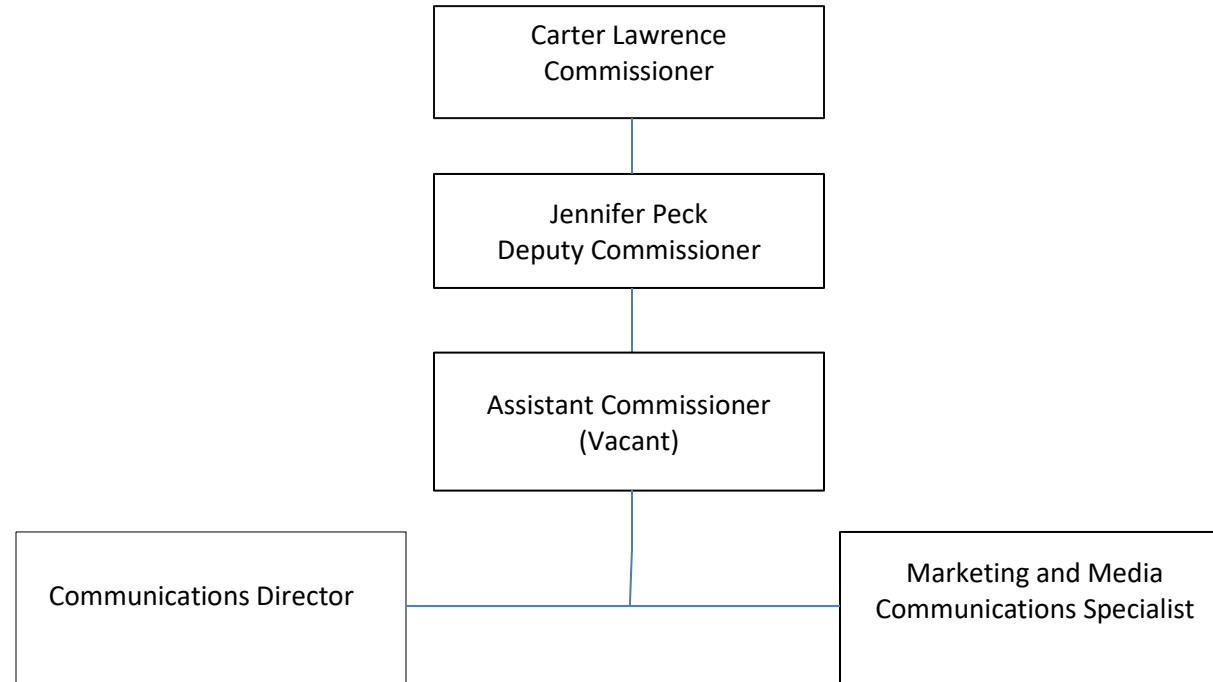 Carter Lawrence
Commissioner
Jennifer Peck
Deputy Commissioner
Assistant Commissioner
(Vacant)
Communications Director
Marketing and Media
Communications Specialist